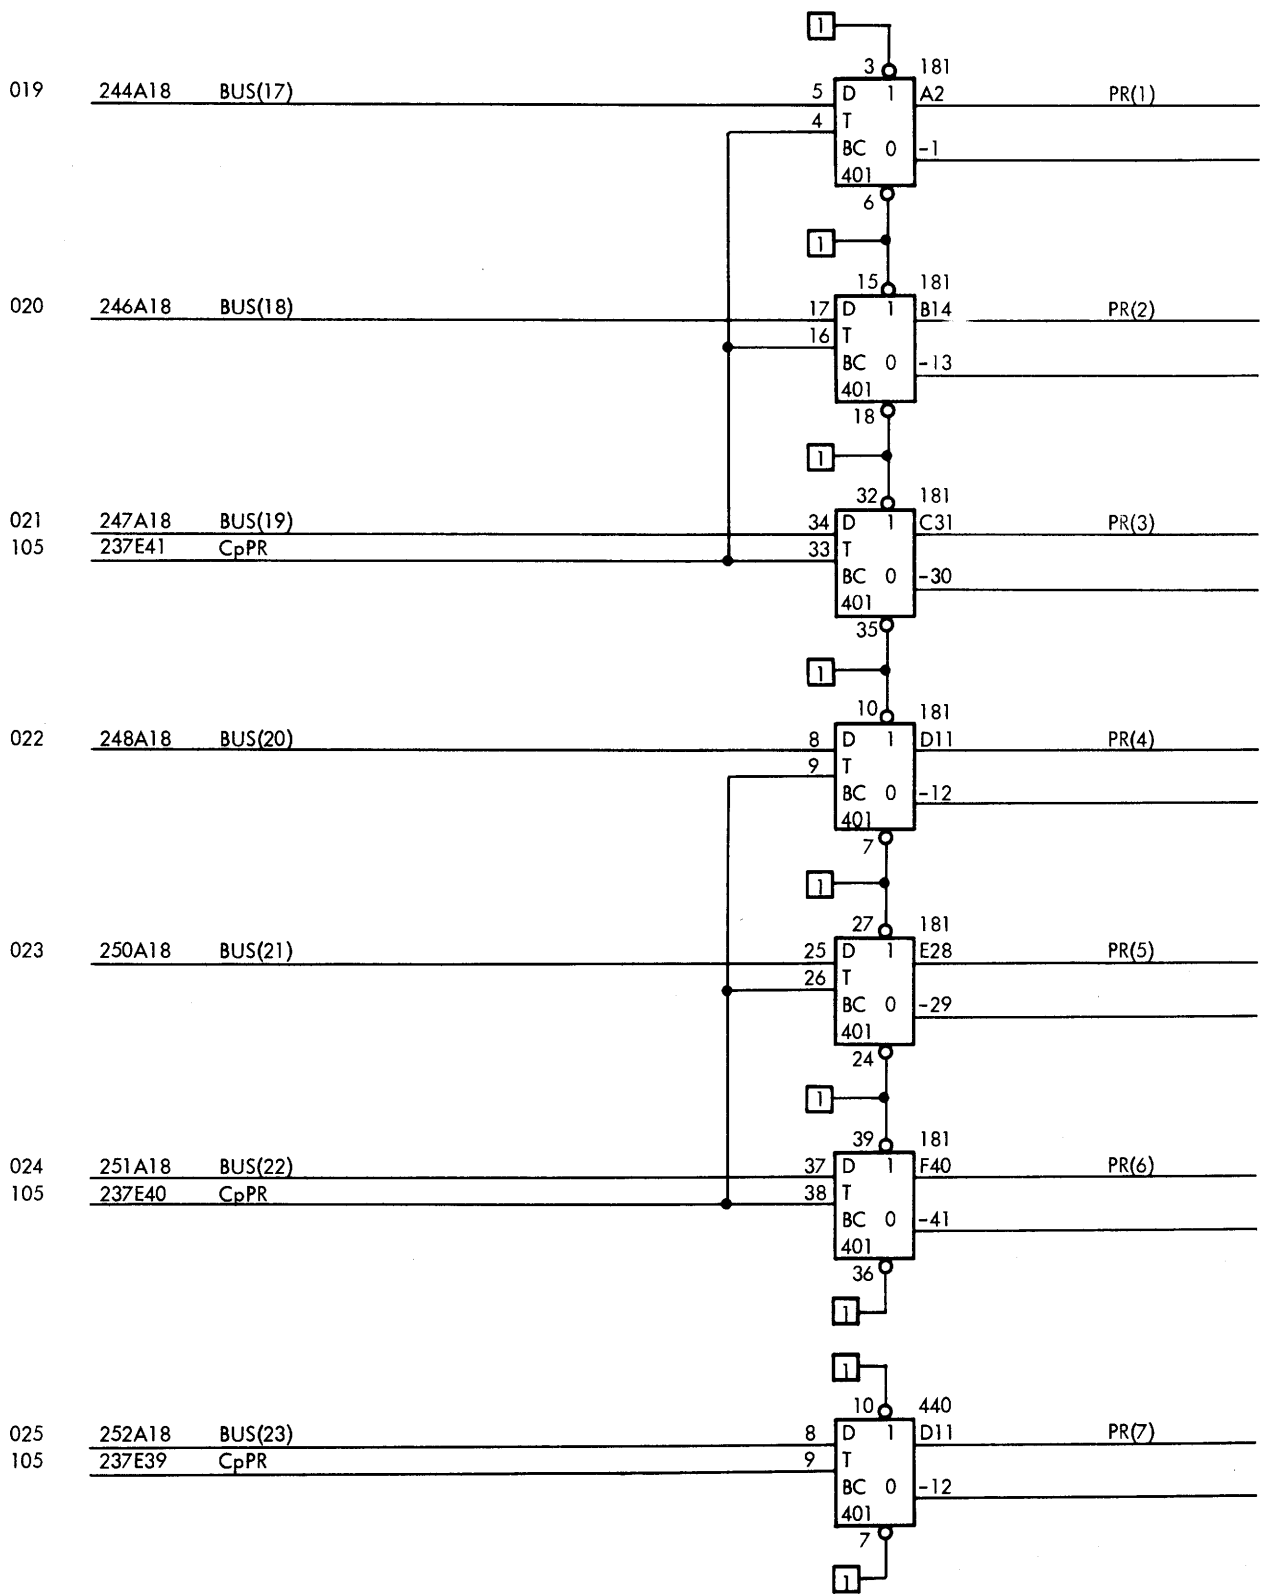 1
3 181
019 244A18 BUS(17) 5 D 1 A2 PR(1)
4 T
BC 0 -1
401
6
1
15 181
020 246A18 BUS(18) 17 D 1 B14 PR(2)
16 T
BC 0 -13
401
18
1
32 181
021 247A18 BUS(19) 34 D 1 C31 PR(3)
105 237E41 CpPR 33 T
BC 0 -30
401
35
1
10 181
022 248A18 BUS(20) 8 D 1 D11 PR(4)
9 T
BC 0 -12
401
7
1
27 181
023 250A18 BUS(21) 25 D 1 E28 PR(5)
26 T
BC 0 -29
401
24
1
39 181
024 251A18 BUS(22) 37 D 1 F40 PR(6)
105 237E40 CpPR 38 T
BC 0 -41
401
36
1
1
10 440
025 252A18 BUS(23) 8 D 1 D11 PR(7)
105 237E39 CpPR 9 T
BC 0 -12
401
7
1